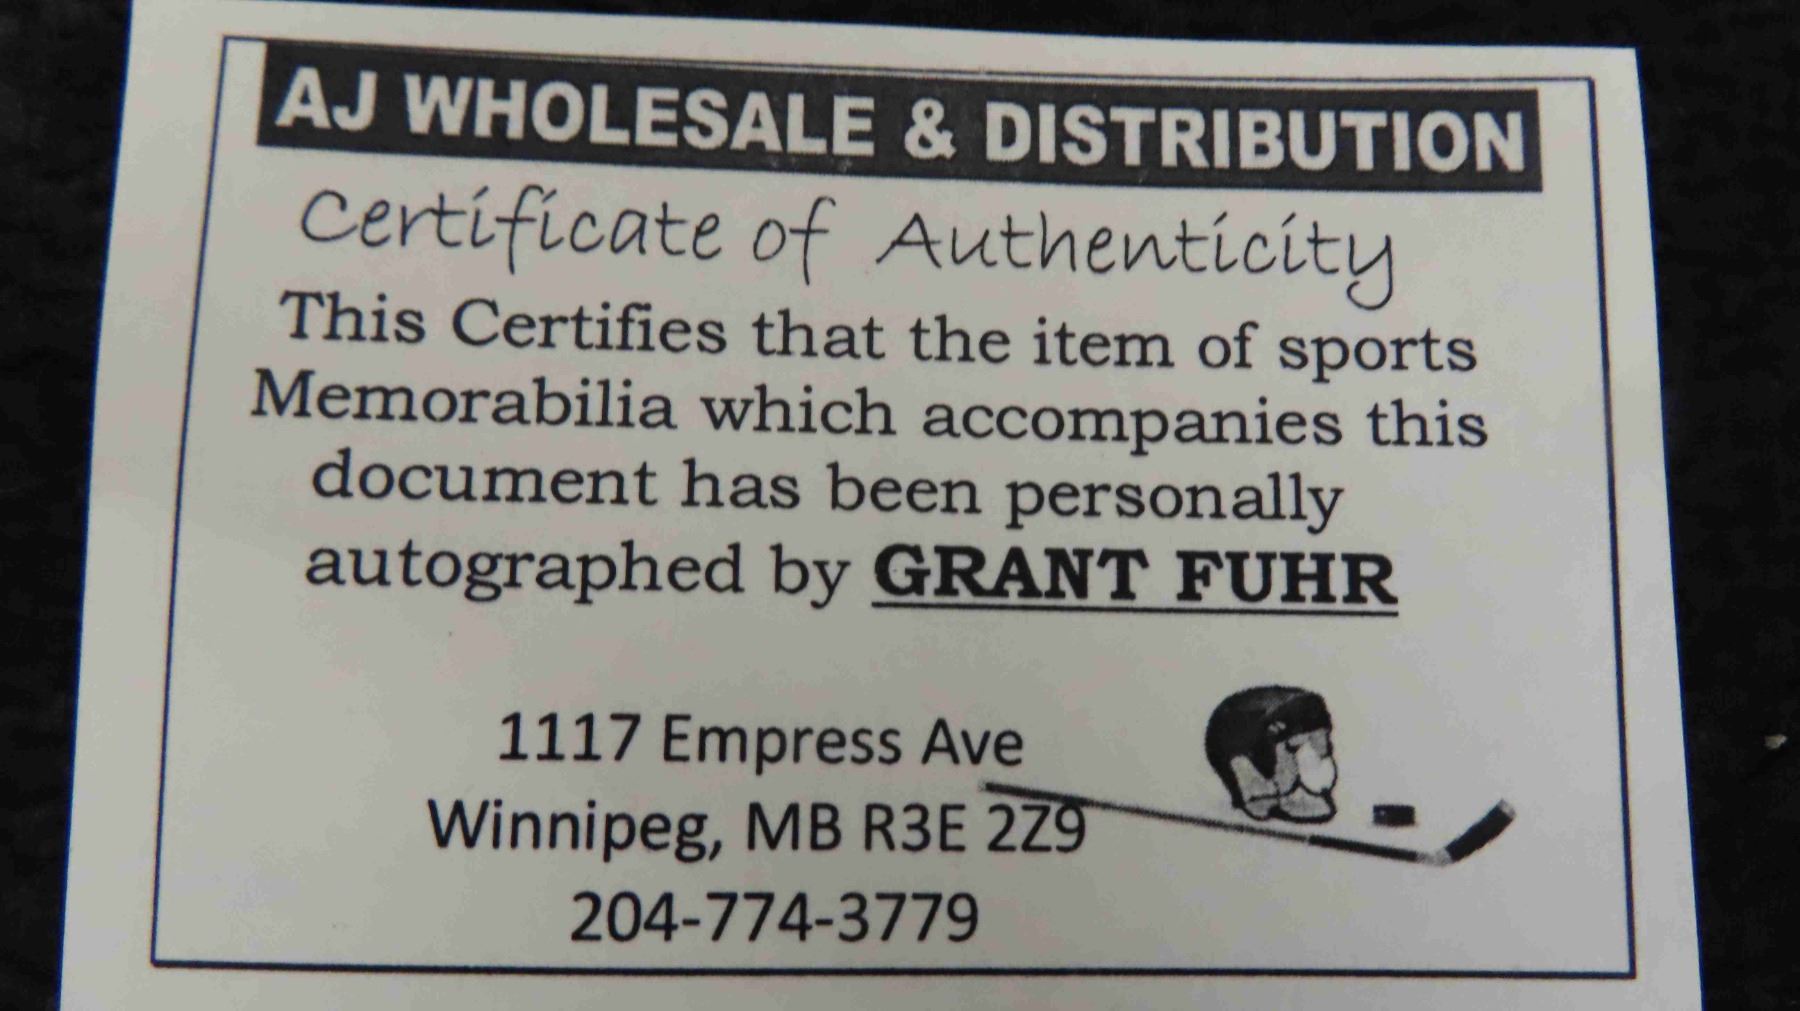 AJ WHOLESALE & DISTRIBUTION
Certificate of Authenticity
This Certifies that the item of sports
Memorabilia which accompanies this
document has been personally
autographed by GRANT FUHR
1117 Empress Ave
Winnipeg, MB R3E 2Z9
204-774-3779